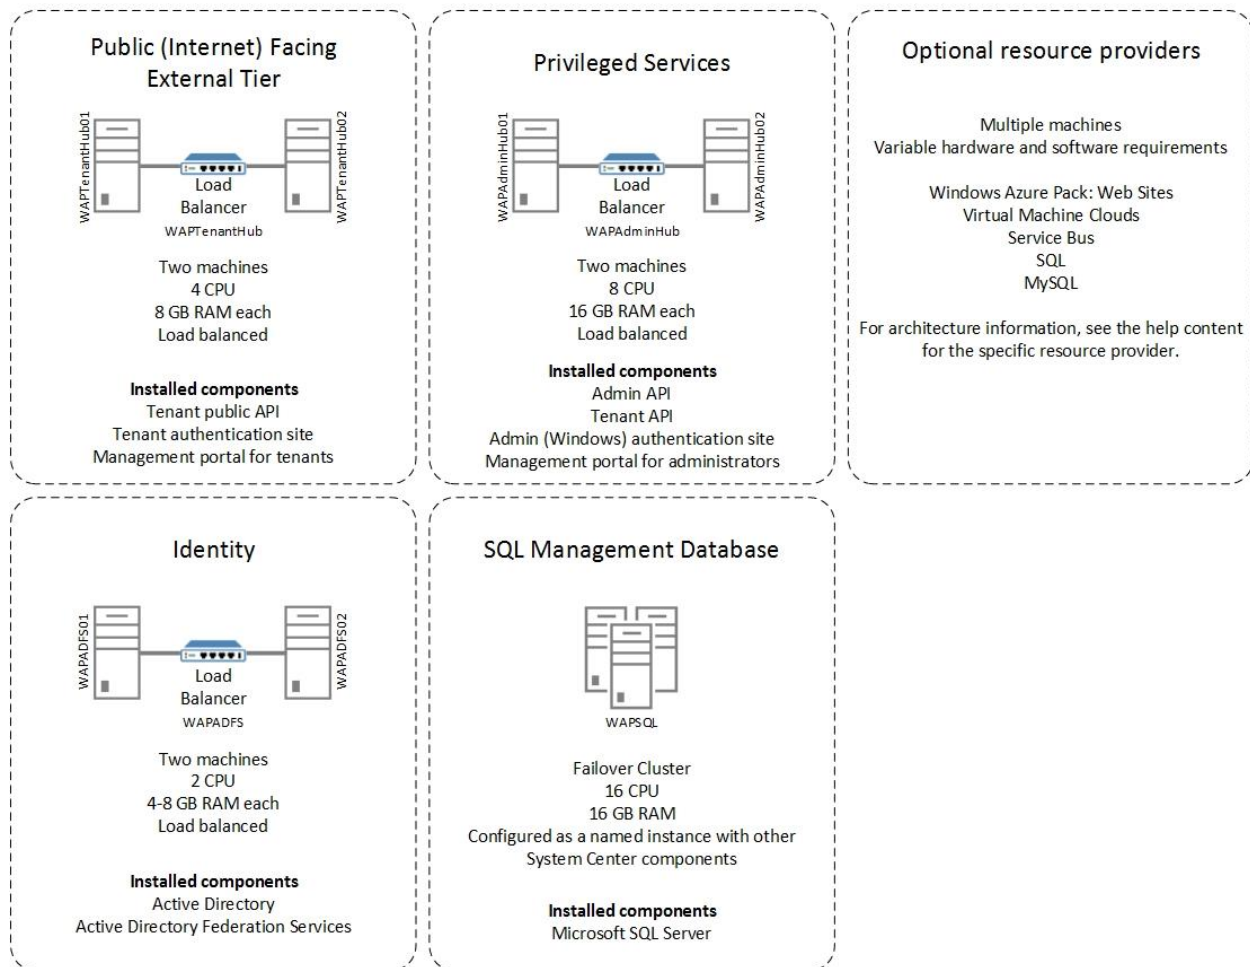 Public (Internet) Facing
External Tier
WAPTenantHub01
WAPTenantHub02
Load
Balancer
WAPTenantHub
Two machines
4 CPU
8 GB RAM each
Load balanced
Installed components
Tenant public API
Tenant authentication site
Management portal for tenants
Privileged Services
WAPAdminHub01
WAPAdminHub02
Load
Balancer
WAPAdminHub
Two machines
8 CPU
16 GB RAM each
Load balanced
Installed components
Admin API
Tenant API
Admin (Windows) authentication site
Management portal for administrators
Optional resource providers
Multiple machines
Variable hardware and software requirements
Windows Azure Pack: Web Sites
Virtual Machine Clouds
Service Bus
SQL
MySQL
For architecture information, see the help content
for the specific resource provider.
Identity
WAPADFS01
WAPADFS02
Load
Balancer
WAPADFS
Two machines
2 CPU
4-8 GB RAM each
Load balanced
Installed components
Active Directory
Active Directory Federation Services
SQL Management Database
WAPSQL
Failover Cluster
16 CPU
16 GB RAM
Configured as a named instance with other
System Center components
Installed components
Microsoft SQL Server